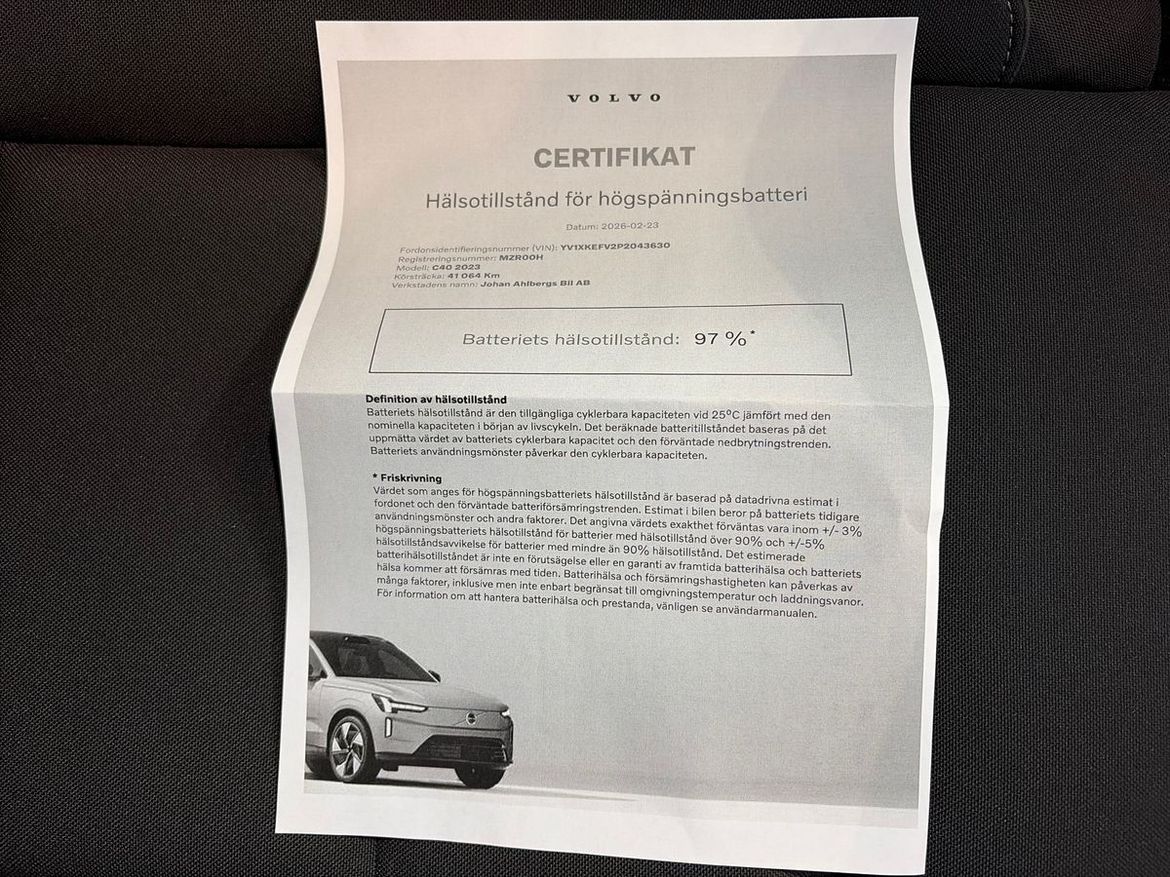 VOLVO
CERTIFIKAT
Hälsotillstånd för högspänningsbatteri
Datum: 2026-02-23
Fordonsidentifieringsnummer (VIN): YV1XKEFV2P2043630
Registreringsnummer: MZR00H
Modell: C40 2023
Körsträcka: 41 064 Km
Verkstadens namn: Johan Ahlbergs Bil AB
Batteriets hälsotillstånd: 97 %*
Definition av hälsotillstånd
Batteriets hälsotillstånd är den tillgängliga cyklerbara kapaciteten vid 25°C jämfört med den
nominella kapaciteten i början av livscykeln. Det beräknade batteritillståndet baseras på det
uppmätta värdet av batteriets cyklerbara kapacitet och den förväntade nedbrytningstrenden.
Batteriets användningsmönster påverkar den cyklerbara kapaciteten.
* Friskrivning
Värdet som anges för högspänningsbatteriets hälsotillstånd är baserad på datadrivna estimat i
fordonet och den förväntade batteriförsämringstrenden. Estimat i bilen beror på batteriets tidigare
användningsmönster och andra faktorer. Det angivna värdets exakthet förväntas vara inom +/- 3%
högspänningsbatteriets hälsotillstånd för batterier med hälsotillstånd över 90% och +/-5%
hälsotillståndsavvikelse för batterier med mindre än 90% hälsotillstånd. Det estimerade
batterihälsotillståndet är inte en förutsägelse eller en garanti av framtida batterihälsa och batteriets
hälsa kommer att försämras med tiden. Batterihälsa och försämringshastigheten kan påverkas av
många faktorer, inklusive men inte enbart begränsat till omgivningstemperatur och laddningsvanor.
För information om att hantera batterihälsa och prestanda, vänligen se användarmanualen.